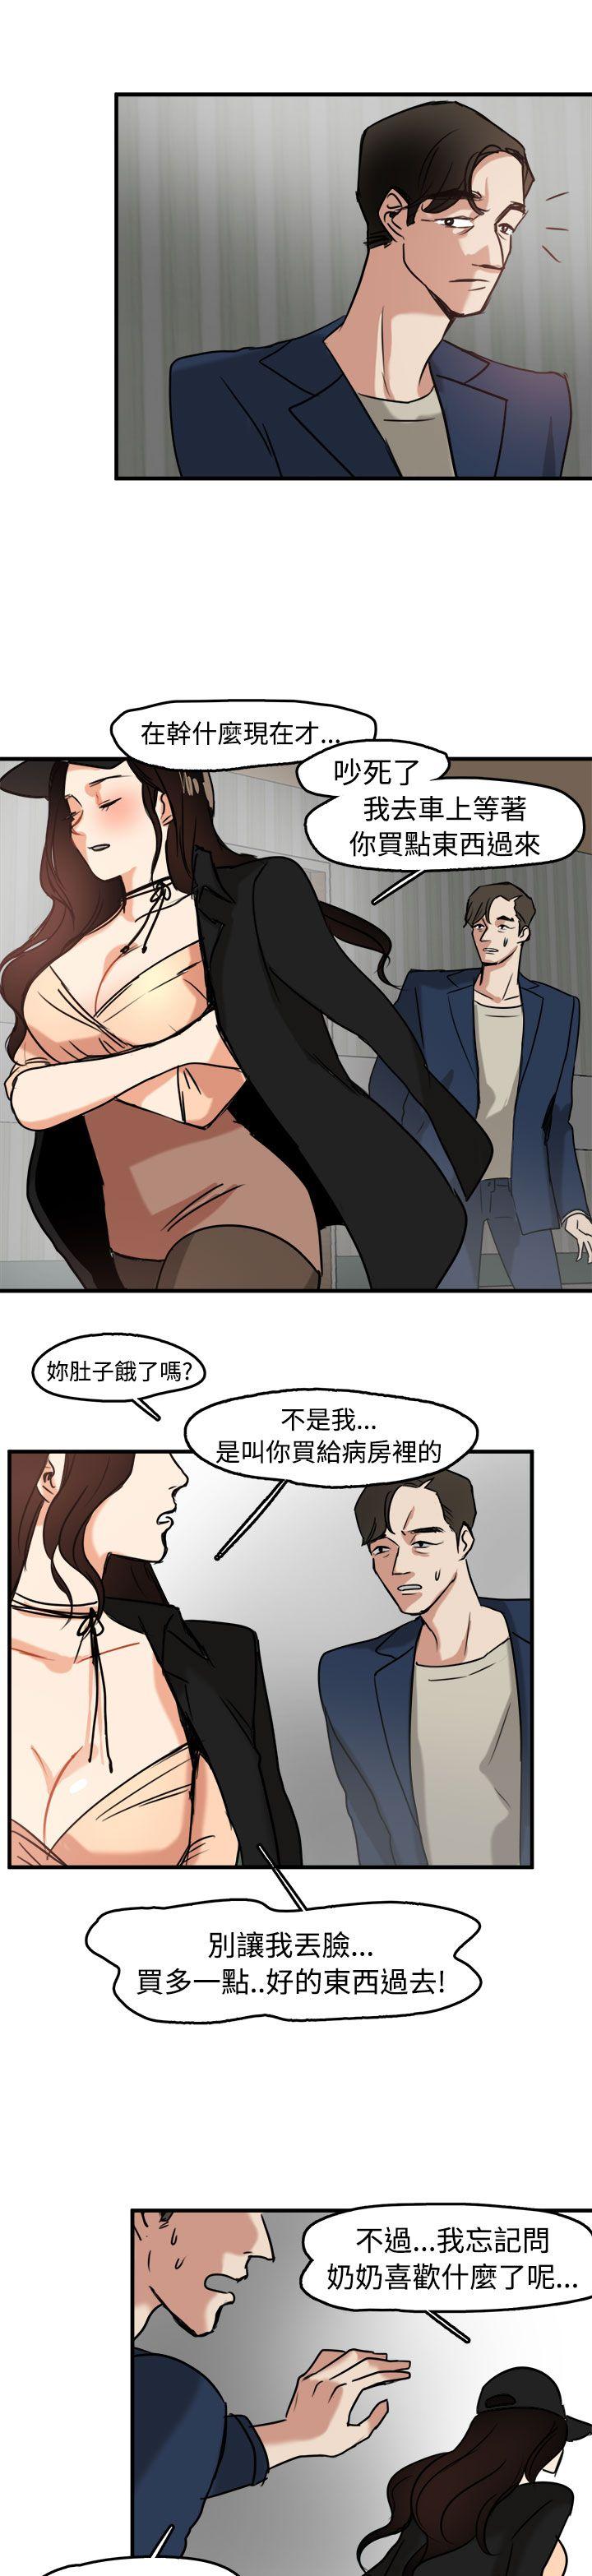 在幹什麼現在才...
吵死了
我去車上等著
你買點東西過來
妳肚子餓了嗎?
不是我...
是叫你買給病房裡的
別讓我丟臉...
買多一點..好的東西過去!
不過...我忘記問
奶奶喜歡什麼了呢...